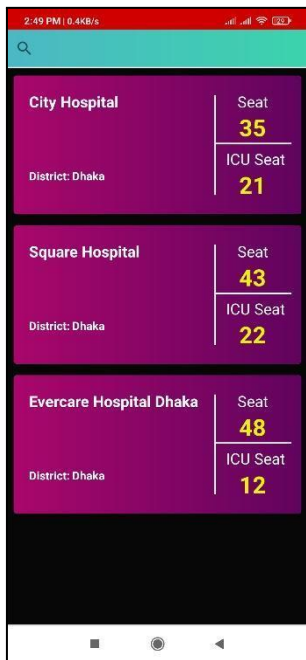 2:49 PM | 0.4KB/s
City Hospital
Seat
35
ICU Seat
21
District: Dhaka
Square Hospital
Seat
43
ICU Seat
22
District: Dhaka
Evercare Hospital Dhaka
Seat
48
ICU Seat
12
District: Dhaka